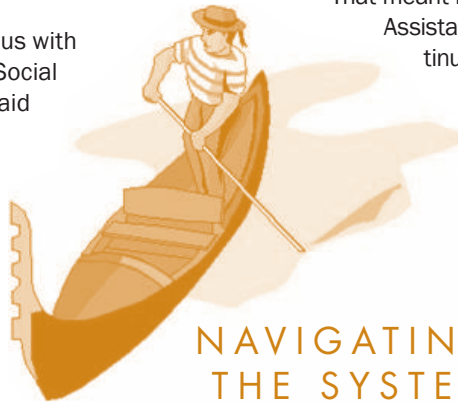 us with
Social
aid
That meant
Assista
tinu
NAVIGATIN
THE SYSTE